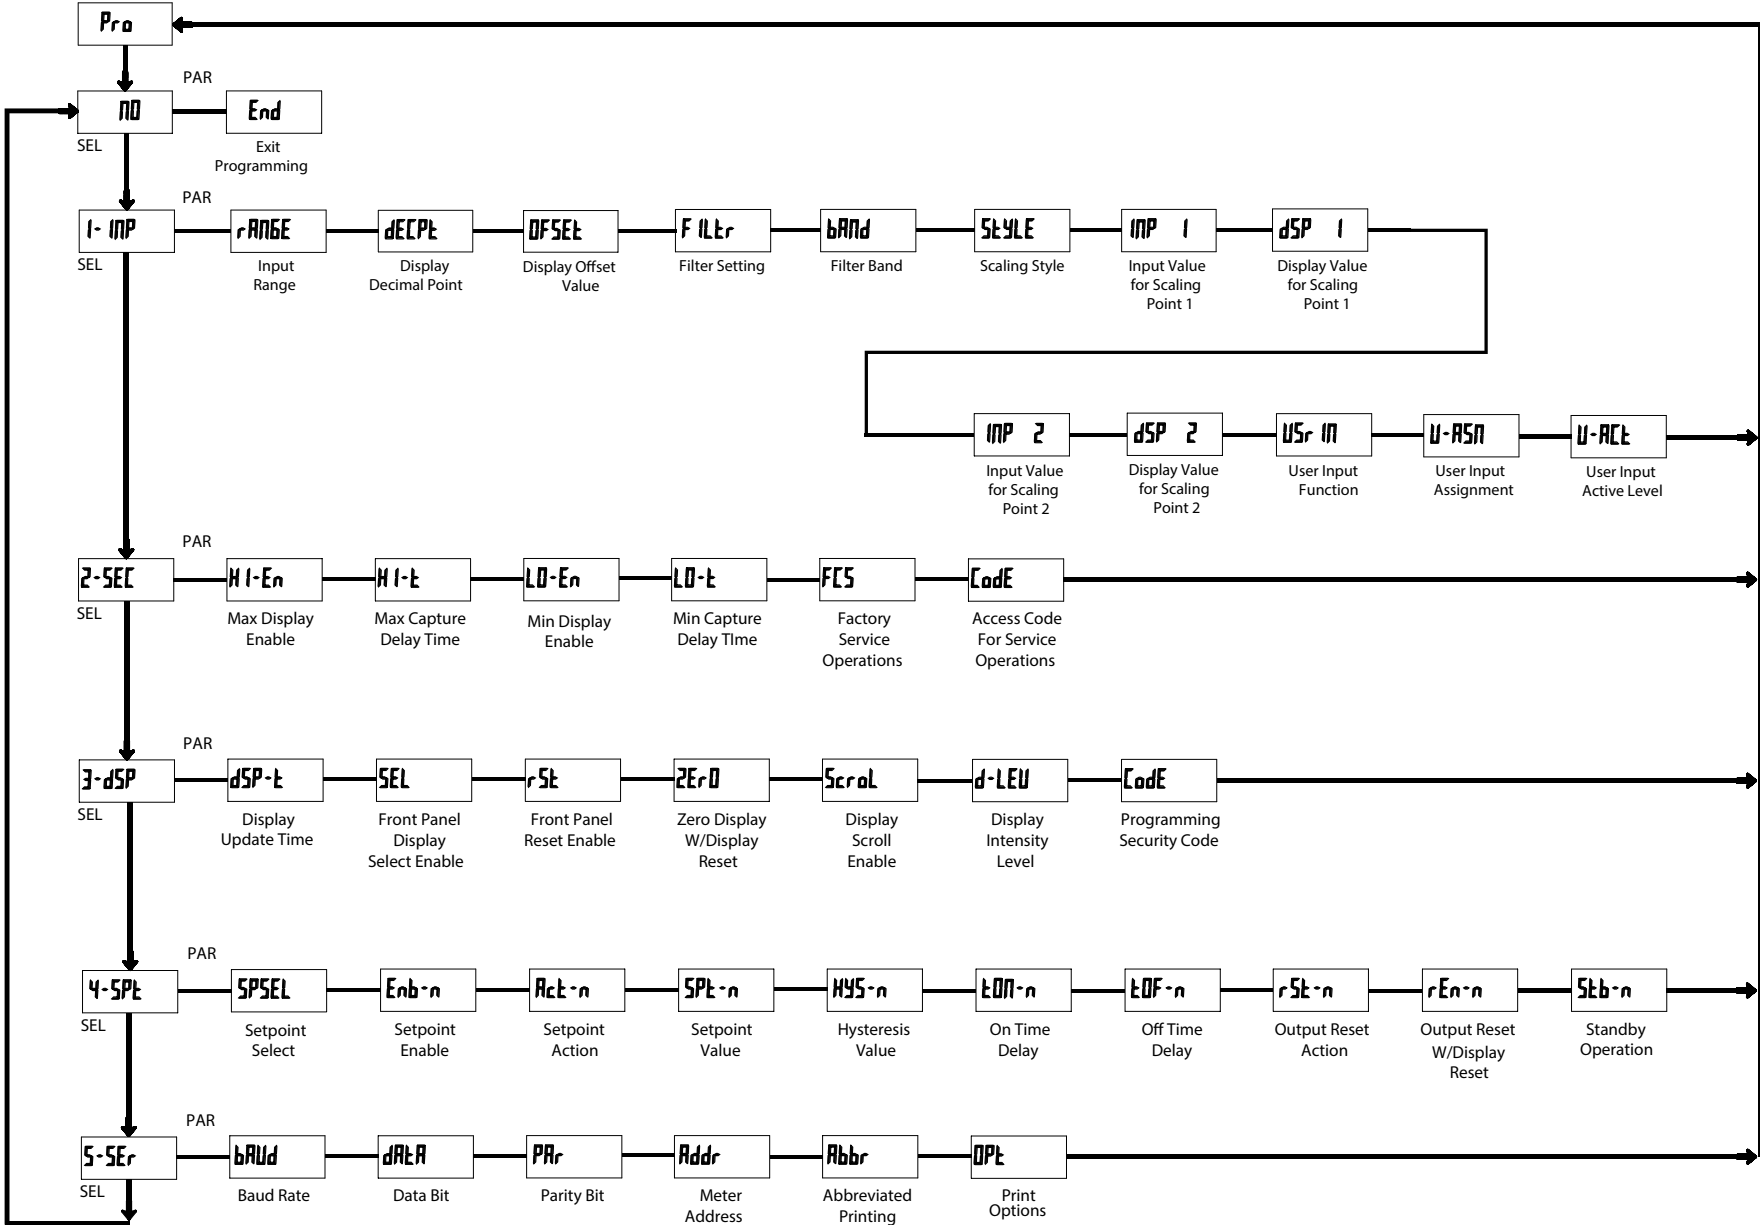 Pro
PAR
NO
End
SEL
Exit
Programming
PAR
1-INP
rANGE
dECPt
OFSEt
FILtr
bANd
StYLE
INP 1
dSP 1
SEL
Input
Range
Display
Decimal Point
Display Offset
Value
Filter Setting
Filter Band
Scaling Style
Input Value
for Scaling
Point 1
Display Value
for Scaling
Point 1
INP 2
dSP 2
USr IN
U-ASN
U-ACt
Input Value
for Scaling
Point 2
Display Value
for Scaling
Point 2
User Input
Function
User Input
Assignment
User Input
Active Level
PAR
2-SEC
HI-En
HI-t
LO-En
LO-t
FCS
CodE
SEL
Max Display
Enable
Max Capture
Delay Time
Min Display
Enable
Min Capture
Delay TIme
Factory
Service
Operations
Access Code
For Service
Operations
PAR
3-dSP
dSP-t
SEL
rSt
ZErO
ScroL
d-LEV
CodE
SEL
Display
Update Time
Front Panel
Display
Select Enable
Front Panel
Reset Enable
Zero Display
W/Display
Reset
Display
Scroll
Enable
Display
Intensity
Level
Programming
Security Code
PAR
4-SPt
SPSEL
Enb-n
Act-n
SPt-n
HYS-n
tON-n
tOF-n
rSt-n
rEn-n
Stb-n
SEL
Setpoint
Select
Setpoint
Enable
Setpoint
Action
Setpoint
Value
Hysteresis
Value
On Time
Delay
Off Time
Delay
Output Reset
Action
Output Reset
W/Display
Reset
Standby
Operation
PAR
5-SEr
bAUd
dAtA
PAr
Addr
Abbr
OPt
SEL
Baud Rate
Data Bit
Parity Bit
Meter
Address
Abbreviated
Printing
Print
Options